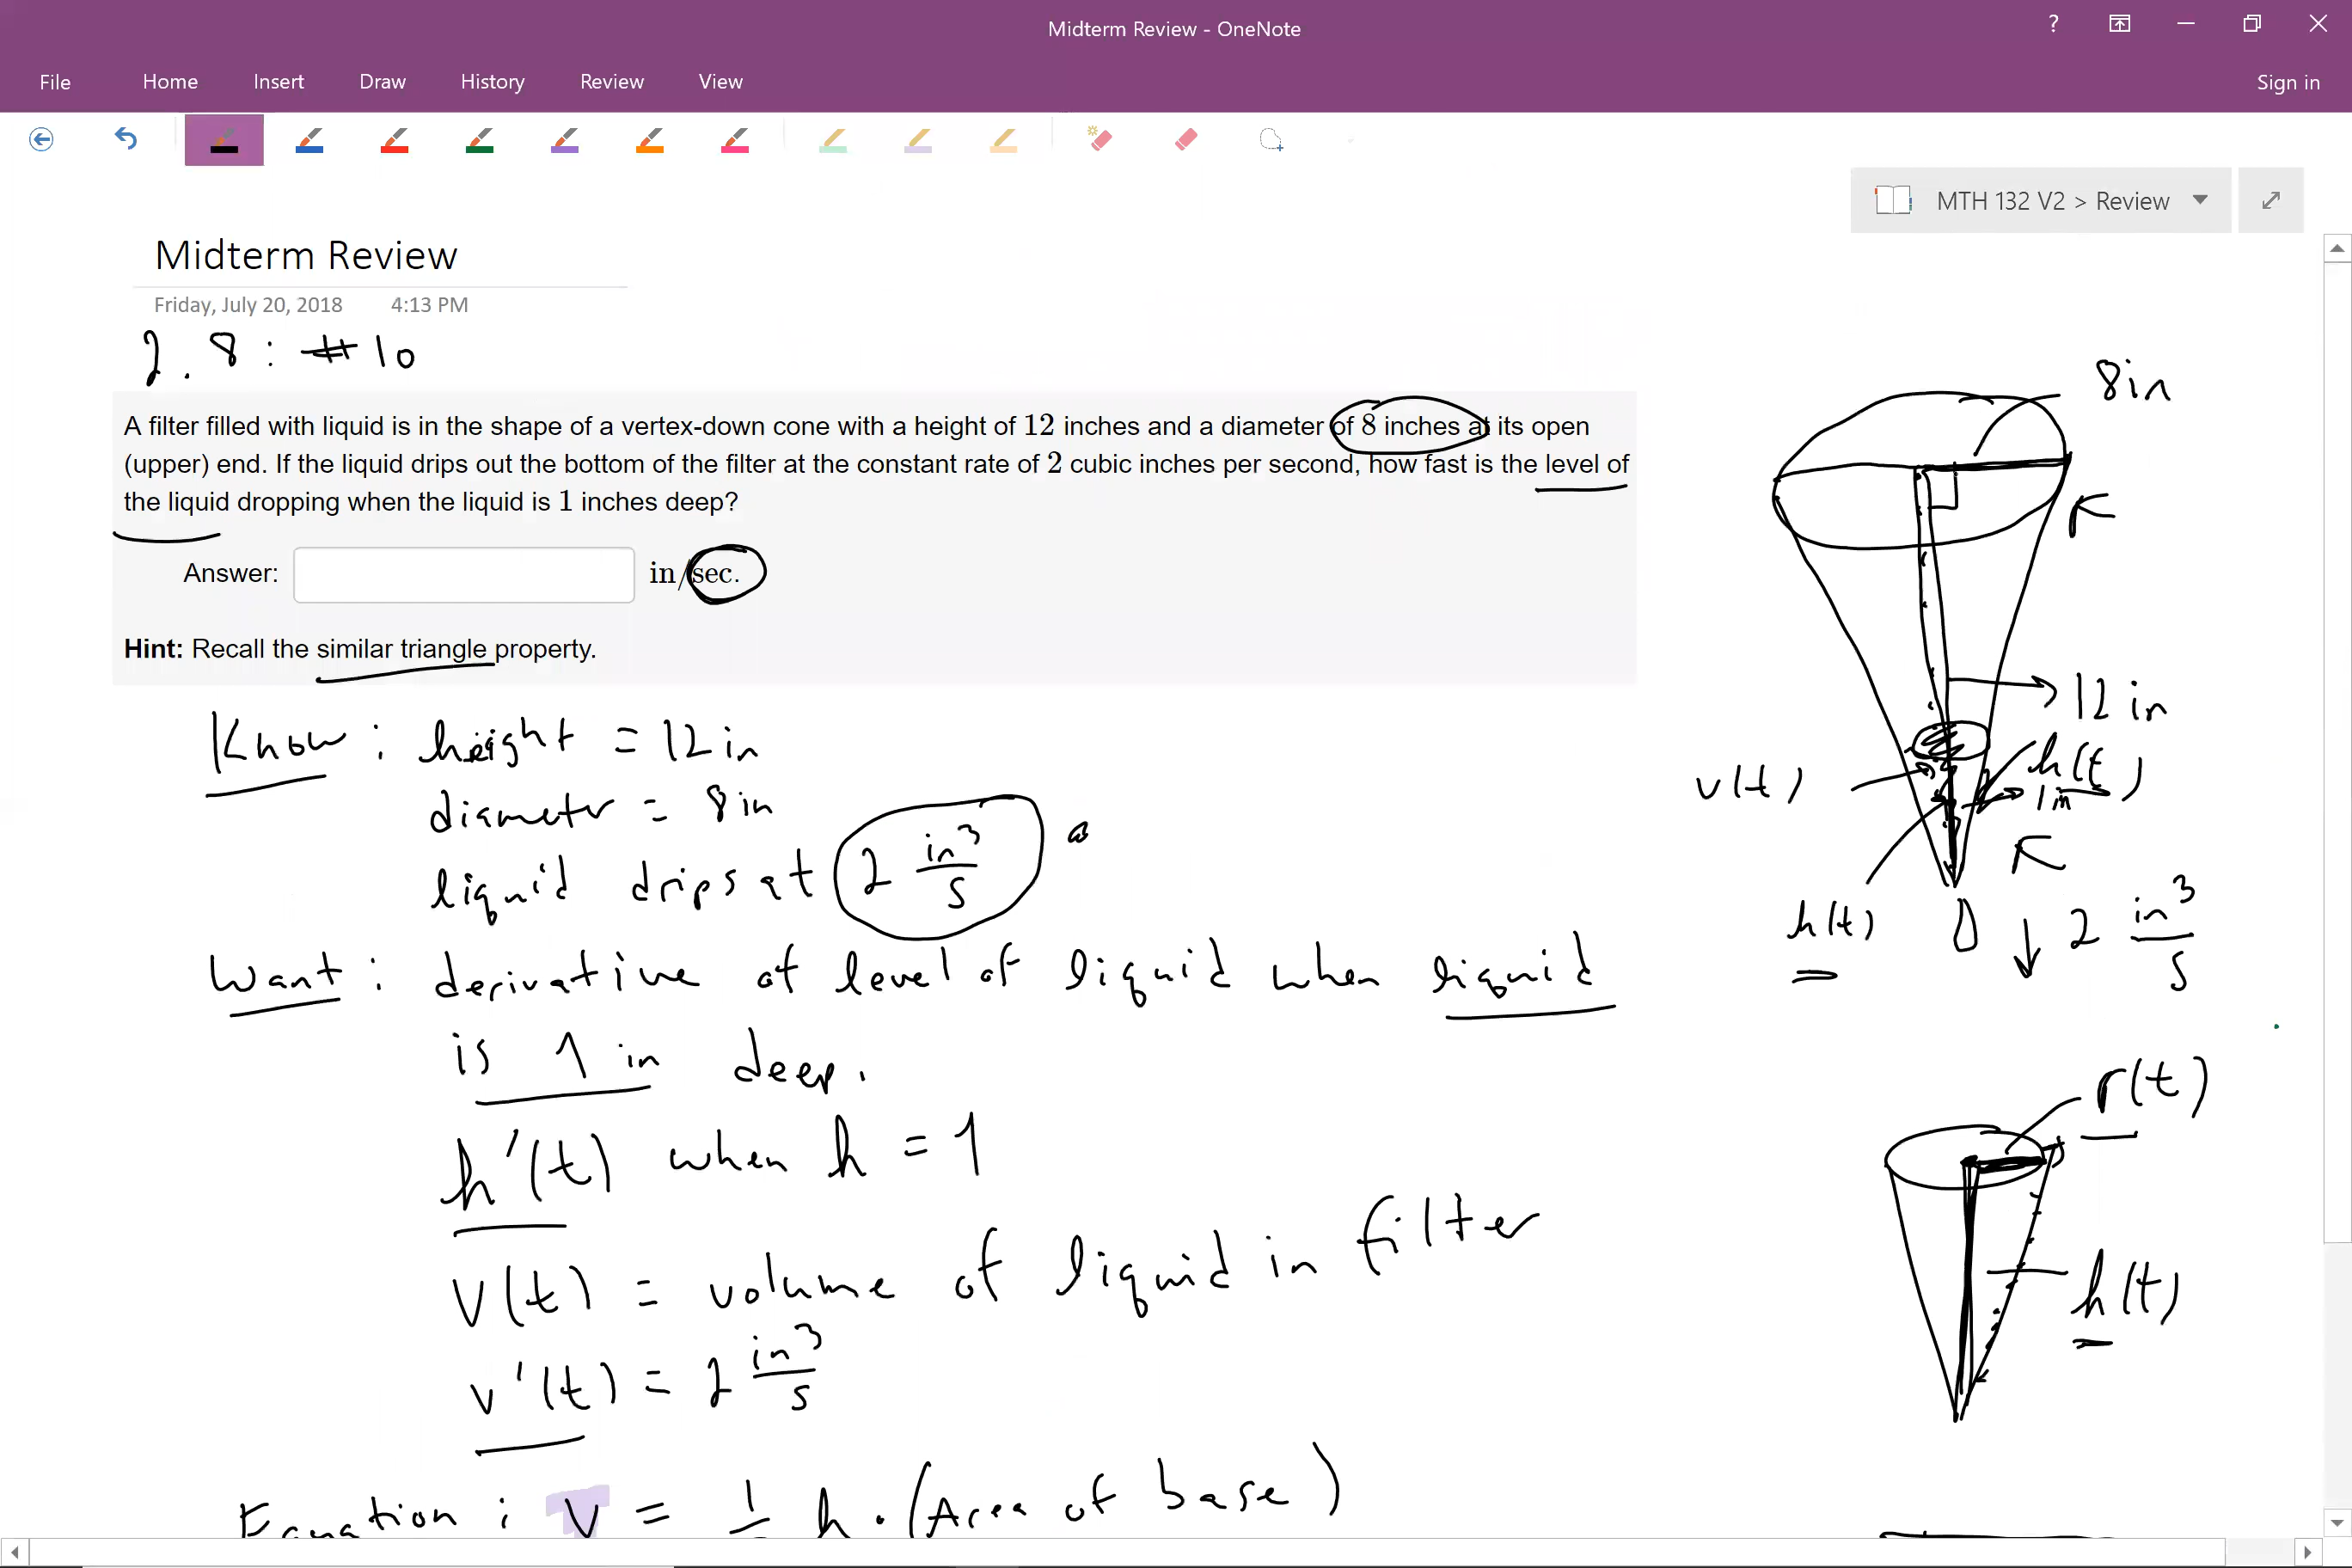 Midterm Review - OneNote
?
File Home Insert Draw History Review View Sign in
MTH 132 V2 > Review
Midterm Review
Friday, July 20, 2018 4:13 PM
2.8: #10
A filter filled with liquid is in the shape of a vertex-down cone with a height of 12 inches and a diameter of 8 inches at its open
(upper) end. If the liquid drips out the bottom of the filter at the constant rate of 2 cubic inches per second, how fast is the level of
the liquid dropping when the liquid is 1 inches deep?
Answer: in/sec.
Hint: Recall the similar triangle property.
Know: height = 12 in
diameter = 8 in
liquid drips at 2 in³/s
Want: derivative of level of liquid when liquid
is 1 in deep.
h'(t) when h = 1
V(t) = volume of liquid in filter
v'(t) = 2 in³/s
Equation: V = 1 h·(Area of base)
8in
12 in
v(t)
h(t)
1in
h(t)
2 in³/s
r(t)
h(t)